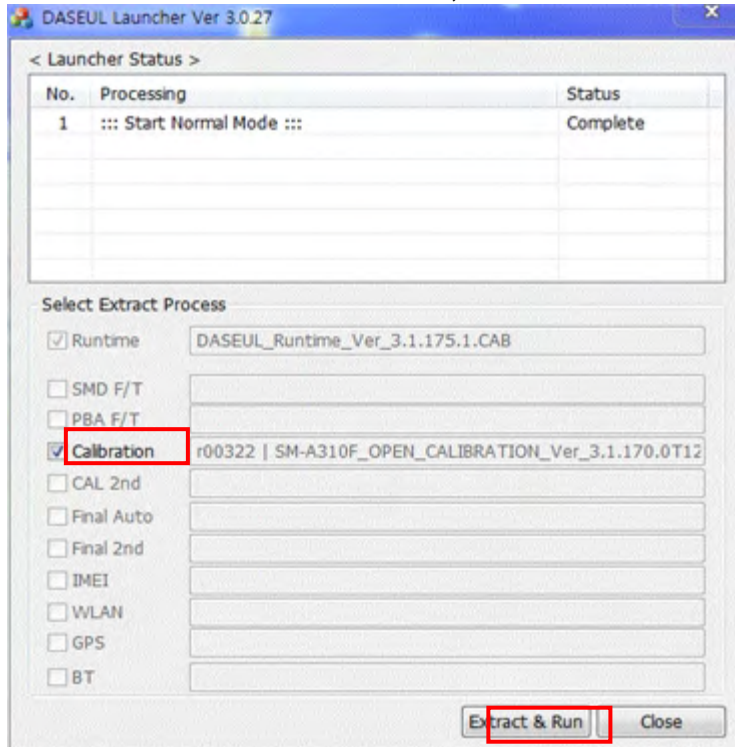 DASEUL Launcher Ver 3.0.27
< Launcher Status >
No. Processing Status
1 ::: Start Normal Mode ::: Complete
Select Extract Process
Runtime DASEUL_Runtime_Ver_3.1.175.1.CAB
SMD F/T
PBA F/T
Calibration r00322 | SM-A310F_OPEN_CALIBRATION_Ver_3.1.170.0T12
CAL 2nd
Final Auto
Final 2nd
IMEI
WLAN
GPS
BT
Extract & Run Close